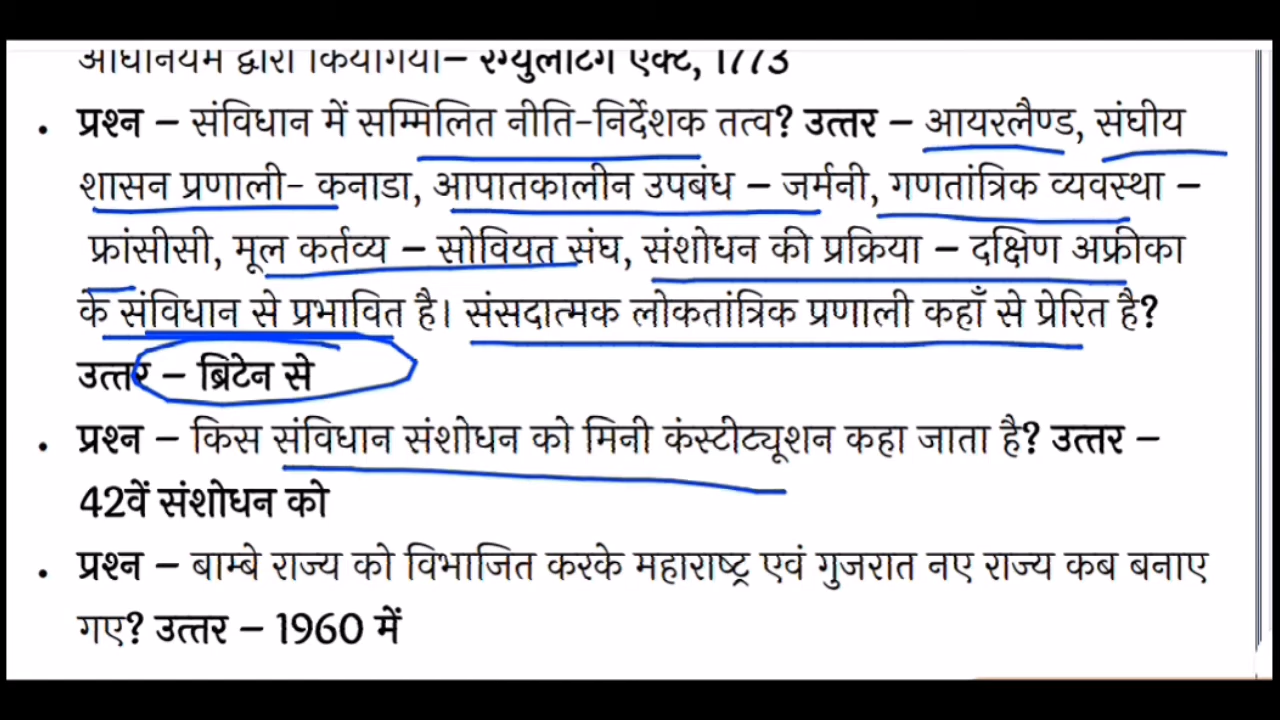 अधिनियम द्वारा कियागया– रेग्युलेटिंग एक्ट, 1773
• प्रश्न – संविधान में सम्मिलित नीति-निर्देशक तत्व? उत्तर – आयरलैण्ड, संघीय
शासन प्रणाली- कनाडा, आपातकालीन उपबंध – जर्मनी, गणतांत्रिक व्यवस्था –
फ्रांसीसी, मूल कर्तव्य – सोवियत संघ, संशोधन की प्रक्रिया – दक्षिण अफ्रीका
के संविधान से प्रभावित है। संसदात्मक लोकतांत्रिक प्रणाली कहाँ से प्रेरित है?
उत्तर – ब्रिटेन से
• प्रश्न – किस संविधान संशोधन को मिनी कंस्टीट्यूशन कहा जाता है? उत्तर –
42वें संशोधन को
• प्रश्न – बाम्बे राज्य को विभाजित करके महाराष्ट्र एवं गुजरात नए राज्य कब बनाए
गए? उत्तर – 1960 में